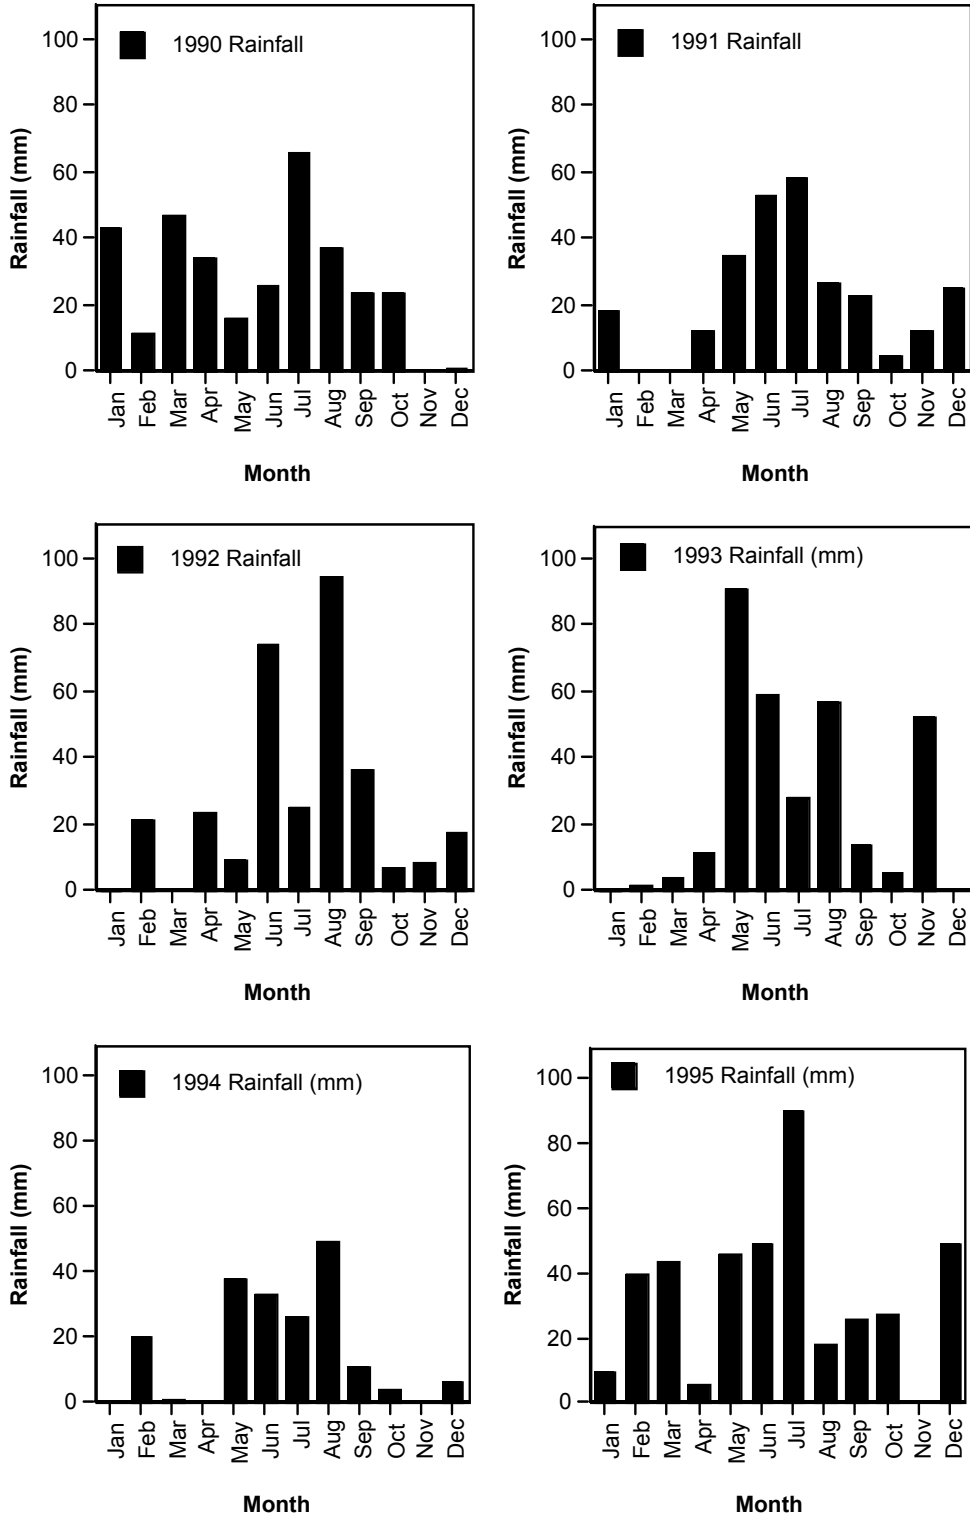 1990 Rainfall
100
80
60
40
20
0
Rainfall (mm)
Jan Feb Mar Apr May Jun Jul Aug Sep Oct Nov Dec
Month
1991 Rainfall
100
80
60
40
20
0
Rainfall (mm)
Jan Feb Mar Apr May Jun Jul Aug Sep Oct Nov Dec
Month
1992 Rainfall
100
80
60
40
20
0
Rainfall (mm)
Jan Feb Mar Apr May Jun Jul Aug Sep Oct Nov Dec
Month
1993 Rainfall (mm)
100
80
60
40
20
0
Rainfall (mm)
Jan Feb Mar Apr May Jun Jul Aug Sep Oct Nov Dec
Month
1994 Rainfall (mm)
100
80
60
40
20
0
Rainfall (mm)
Jan Feb Mar Apr May Jun Jul Aug Sep Oct Nov Dec
Month
1995 Rainfall (mm)
100
80
60
40
20
0
Rainfall (mm)
Jan Feb Mar Apr May Jun Jul Aug Sep Oct Nov Dec
Month